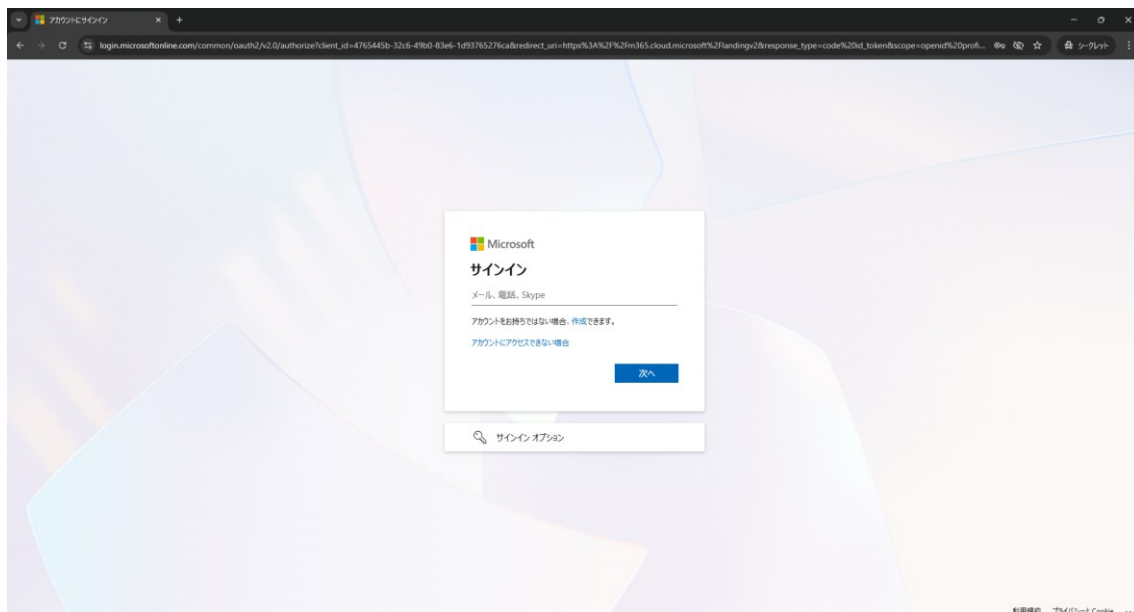 アカウントにサインイン
login.microsoftonline.com/common/oauth2/v2.0/authorize?client_id=4765445b-32c6-49b0-83e6-1d93765276ca&redirect_uri=https%3A%2F%2Fm365.cloud.microsoft%2Flandingv2&response_type=code%20id_token&scope=openid%20profi...
シークレット
Microsoft
サインイン
メール、電話、Skype
アカウントをお持ちではない場合、作成できます。
アカウントにアクセスできない場合
次へ
サインイン オプション
利用規約 プライバシーと Cookie ...